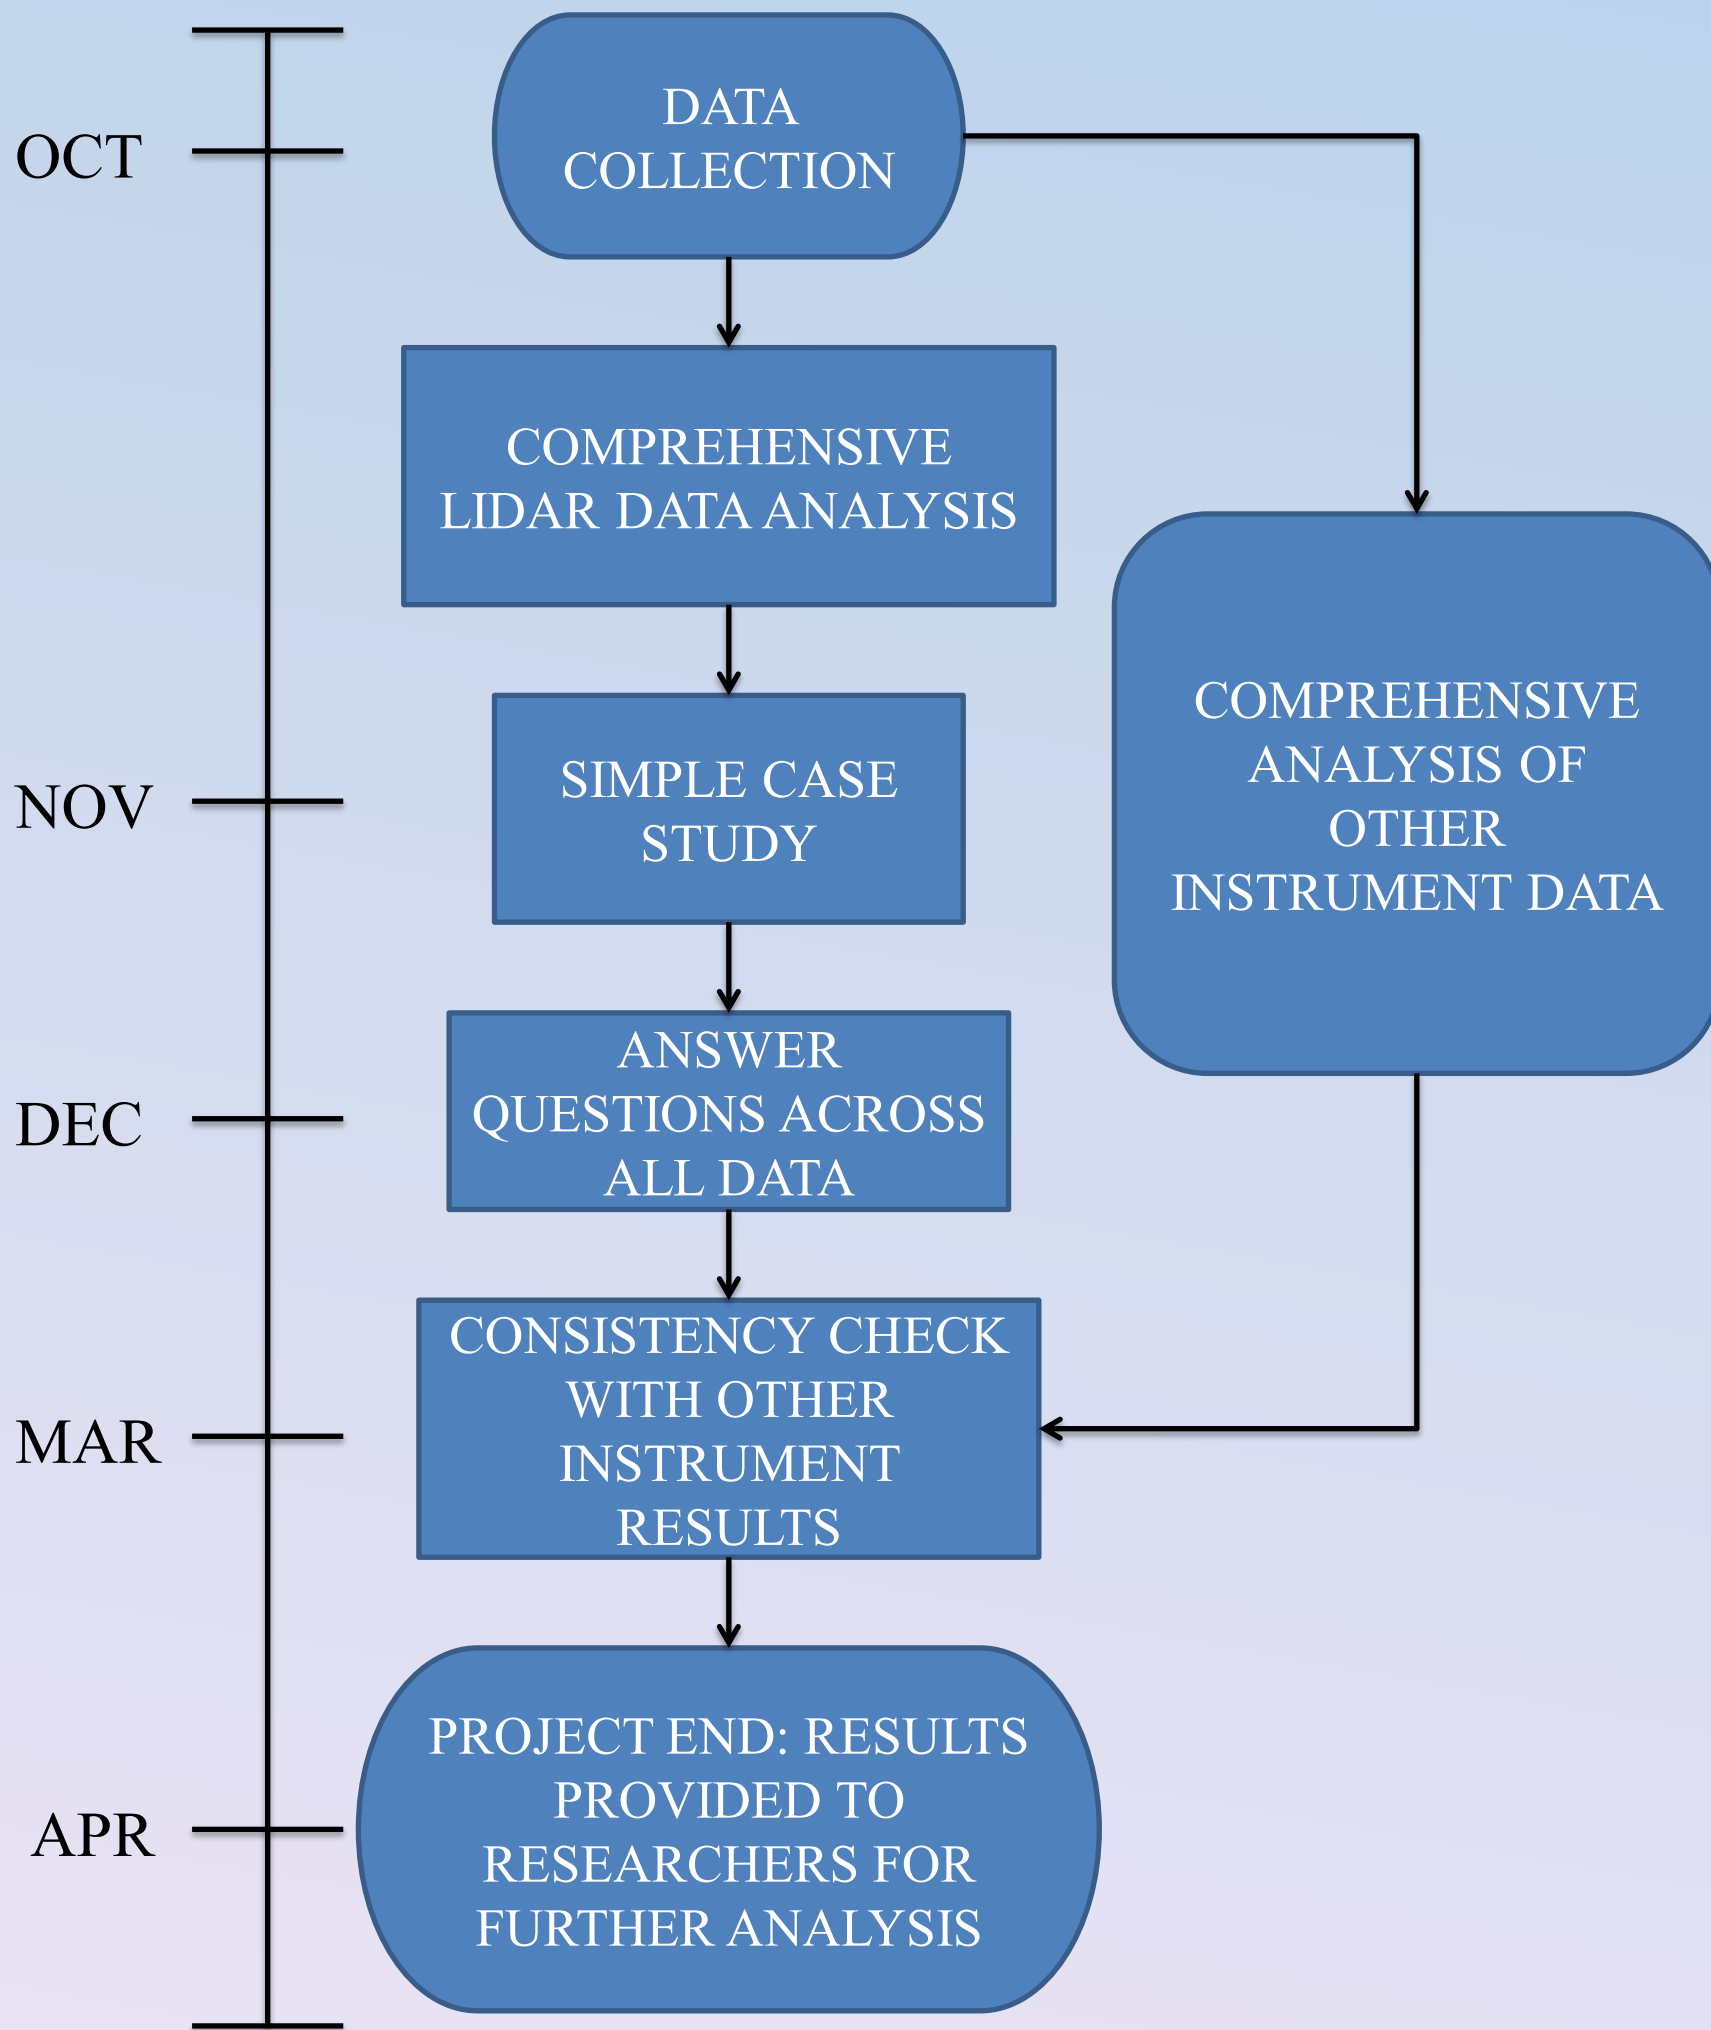 OCT
NOV
DEC
MAR
APR
DATA
COLLECTION
COMPREHENSIVE
LIDAR DATA ANALYSIS
SIMPLE CASE
STUDY
ANSWER
QUESTIONS ACROSS
ALL DATA
CONSISTENCY CHECK
WITH OTHER
INSTRUMENT
RESULTS
PROJECT END: RESULTS
PROVIDED TO
RESEARCHERS FOR
FURTHER ANALYSIS
COMPREHENSIVE
ANALYSIS OF
OTHER
INSTRUMENT DATA